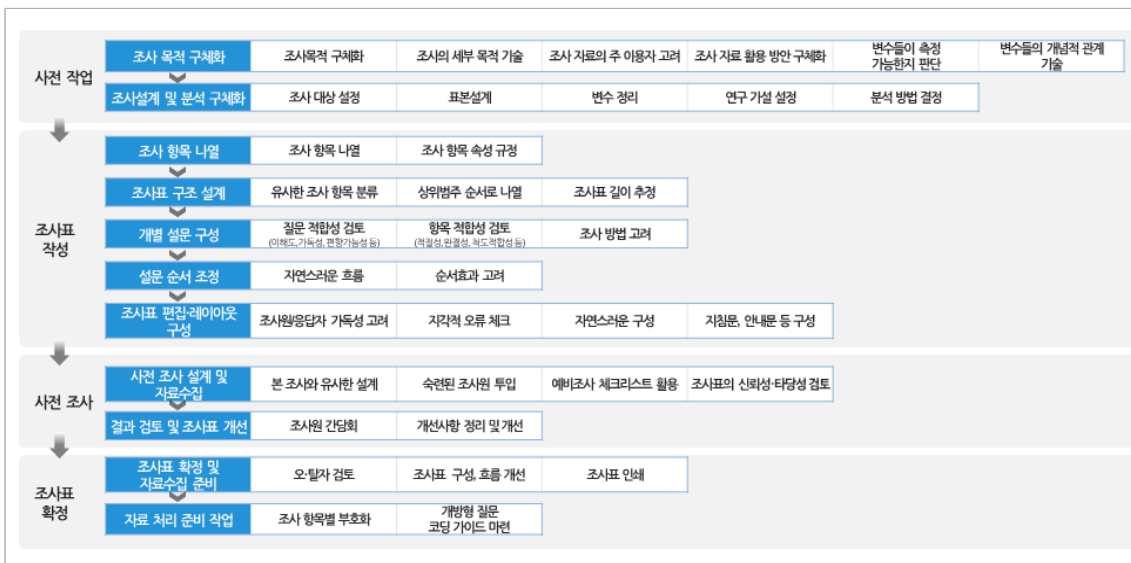 사전 작업
조사 목적 구체화
조사목적 구체화
조사의 세부 목적 기술
조사 자료의 주 이용자 고려
조사 자료 활용 방안 구체화
변수들이 측정
가능한지 판단
변수들의 개념적 관계
기술
조사설계 및 분석 구체화
조사 대상 설정
표본설계
변수 정리
연구 가설 설정
분석 방법 결정
조사표
작성
조사 항목 나열
조사 항목 나열
조사 항목 속성 규정
조사표 구조 설계
유사한 조사 항목 분류
상위범주 순서로 나열
조사표 길이 추정
개별 설문 구성
질문 적합성 검토
(이해도,가독성, 편향가능성 등)
항목 적합성 검토
(적절성,완결성, 척도적합성 등)
조사 방법 고려
설문 순서 조정
자연스러운 흐름
순서효과 고려
조사표 편집·레이아웃
구성
조사원/응답자 가독성 고려
지각적 오류 체크
자연스러운 구성
지침문, 안내문 등 구성
사전 조사
사전 조사 설계 및
자료수집
본 조사와 유사한 설계
숙련된 조사원 투입
예비조사 체크리스트 활용
조사표의 신뢰성·타당성 검토
결과 검토 및 조사표 개선
조사원 간담회
개선사항 정리 및 개선
조사표
확정
조사표 확정 및
자료수집 준비
오·탈자 검토
조사표 구성, 흐름 개선
조사표 인쇄
자료 처리 준비 작업
조사 항목별 부호화
개방형 질문
코딩 가이드 마련